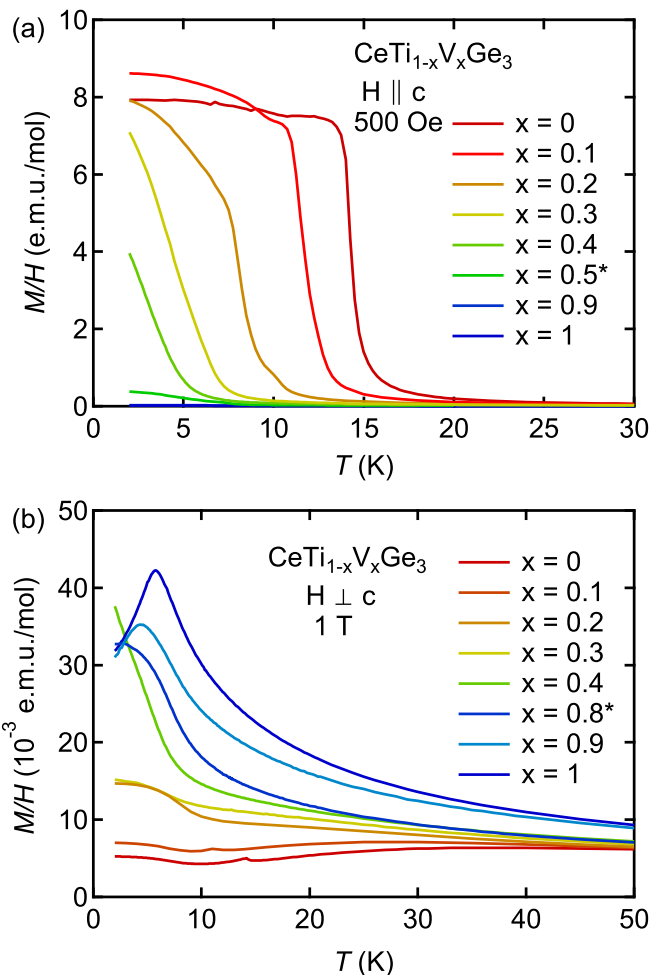 (a)
CeTi1-xVxGe3
H || c
500 Oe
x = 0
x = 0.1
x = 0.2
x = 0.3
x = 0.4
x = 0.5*
x = 0.9
x = 1
M/H (e.m.u./mol)
10
8
6
4
2
0
0 5 10 15 20 25 30
T (K)
(b)
CeTi1-xVxGe3
H ⊥ c
1 T
x = 0
x = 0.1
x = 0.2
x = 0.3
x = 0.4
x = 0.8*
x = 0.9
x = 1
M/H (10-3 e.m.u./mol)
50
40
30
20
10
0
0 10 20 30 40 50
T (K)